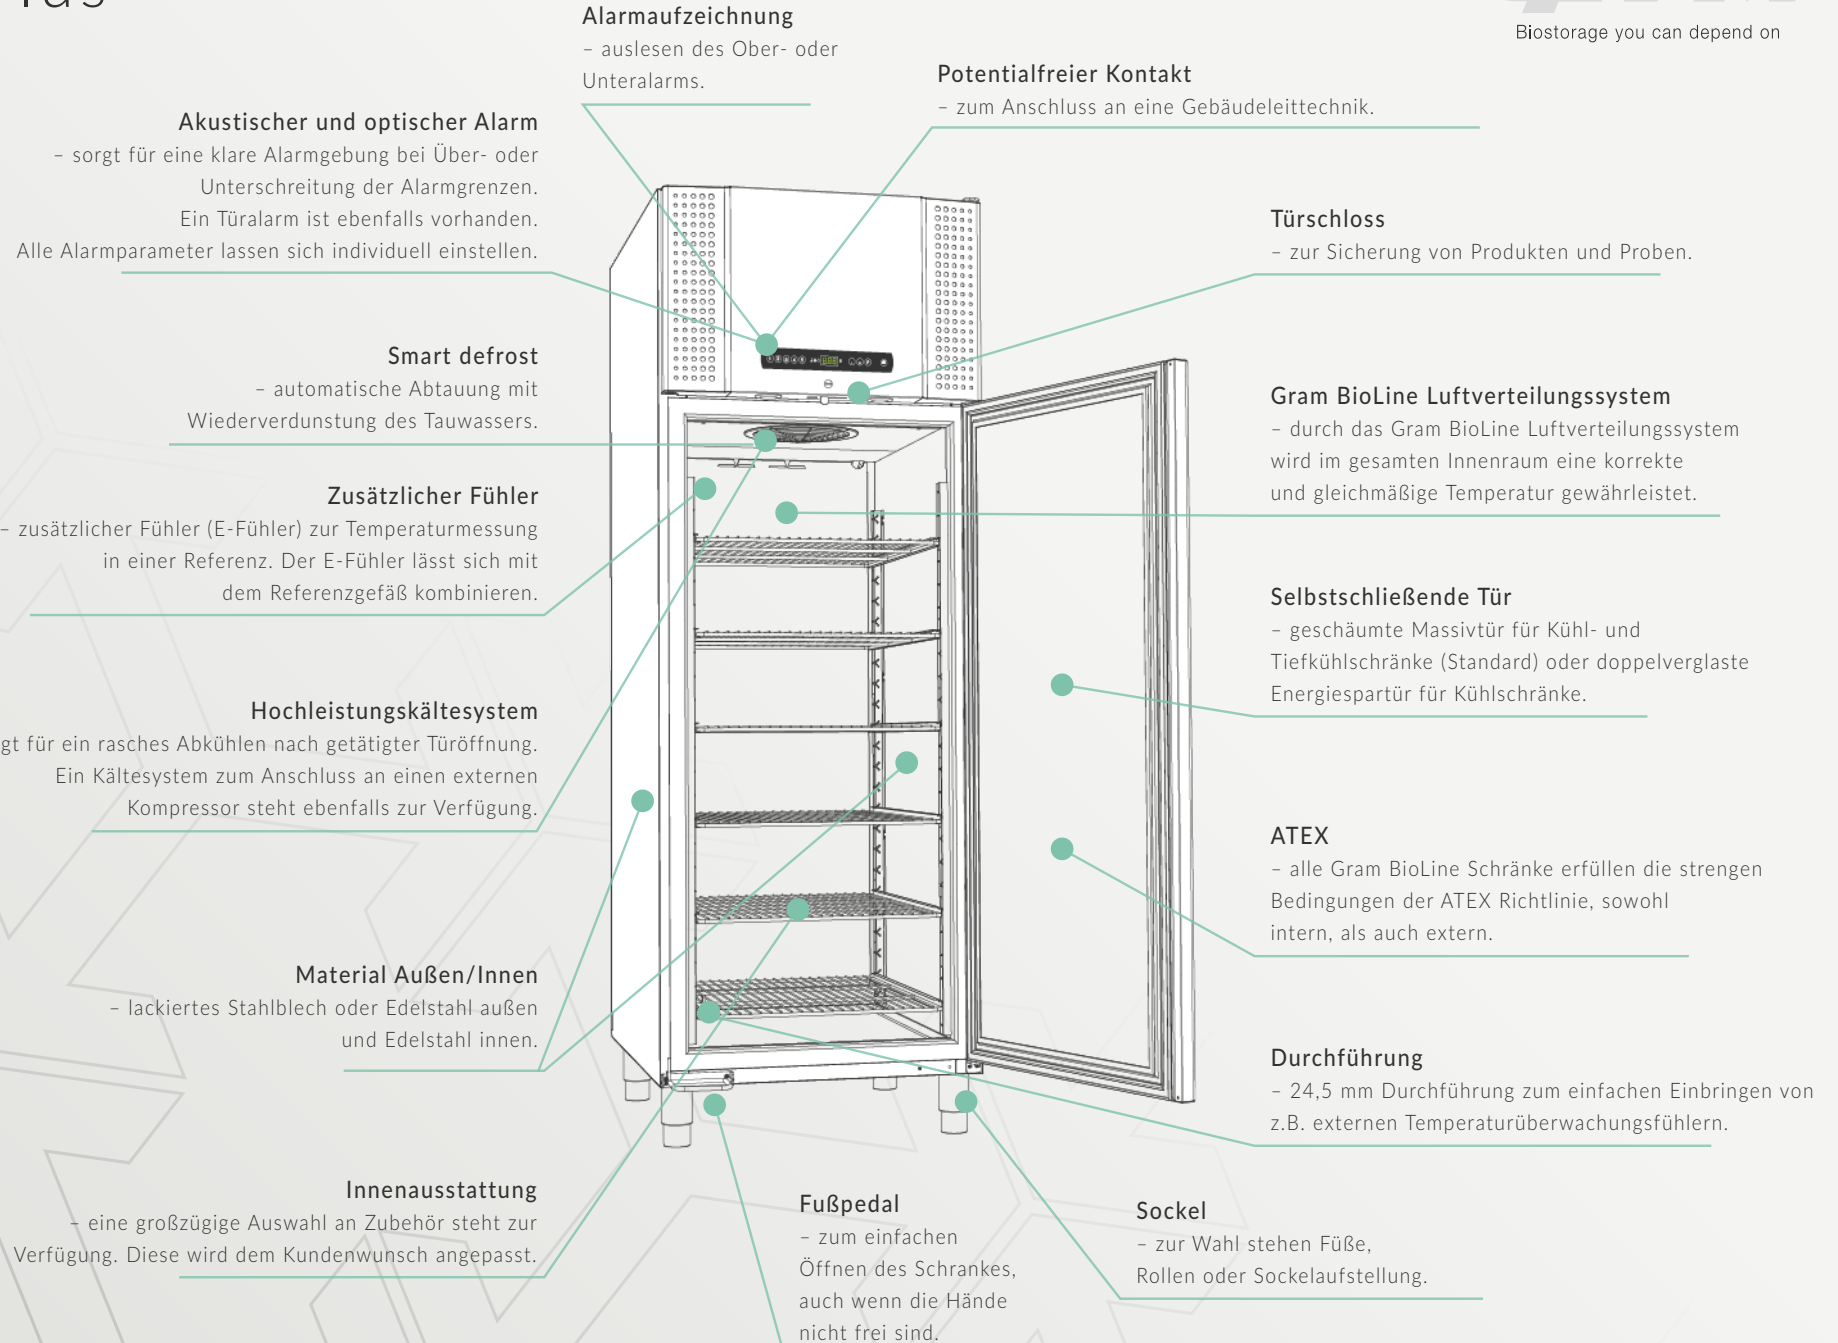 Biostorage you can depend on
Alarmaufzeichnung
– auslesen des Ober- oder
Unteralarms.
Potentialfreier Kontakt
– zum Anschluss an eine Gebäudeleittechnik.
Akustischer und optischer Alarm
– sorgt für eine klare Alarmgebung bei Über- oder
Unterschreitung der Alarmgrenzen.
Ein Türalarm ist ebenfalls vorhanden.
Alle Alarmparameter lassen sich individuell einstellen.
Türschloss
– zur Sicherung von Produkten und Proben.
Smart defrost
– automatische Abtauung mit
Wiederverdunstung des Tauwassers.
Gram BioLine Luftverteilungssystem
– durch das Gram BioLine Luftverteilungssystem
wird im gesamten Innenraum eine korrekte
und gleichmäßige Temperatur gewährleistet.
Zusätzlicher Fühler
– zusätzlicher Fühler (E-Fühler) zur Temperaturmessung
in einer Referenz. Der E-Fühler lässt sich mit
dem Referenzgefäß kombinieren.
Selbstschließende Tür
– geschäumte Massivtür für Kühl- und
Tiefkühlschränke (Standard) oder doppelverglaste
Energiespartür für Kühlschränke.
Hochleistungskältesystem
gt für ein rasches Abkühlen nach getätigter Türöffnung.
Ein Kältesystem zum Anschluss an einen externen
Kompressor steht ebenfalls zur Verfügung.
ATEX
– alle Gram BioLine Schränke erfüllen die strengen
Bedingungen der ATEX Richtlinie, sowohl
intern, als auch extern.
Material Außen/Innen
– lackiertes Stahlblech oder Edelstahl außen
und Edelstahl innen.
Durchführung
– 24,5 mm Durchführung zum einfachen Einbringen von
z.B. externen Temperaturüberwachungsfühlern.
Innenausstattung
– eine großzügige Auswahl an Zubehör steht zur
Verfügung. Diese wird dem Kundenwunsch angepasst.
Fußpedal
– zum einfachen
Öffnen des Schrankes,
auch wenn die Hände
nicht frei sind.
Sockel
– zur Wahl stehen Füße,
Rollen oder Sockelaufstellung.